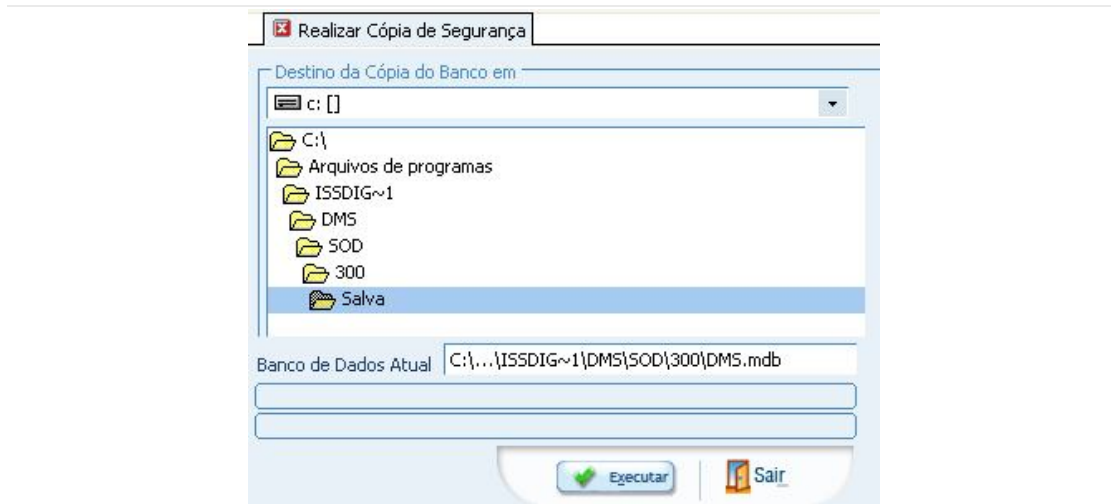 Realizar Cópia de Segurança
Destino da Cópia do Banco em
c: []
C:\
Arquivos de programas
ISSDIG~1
DMS
SOD
300
Salva
Banco de Dados Atual C:\...\ISSDIG~1\DMS\SOD\300\DMS.mdb
Executar Sair